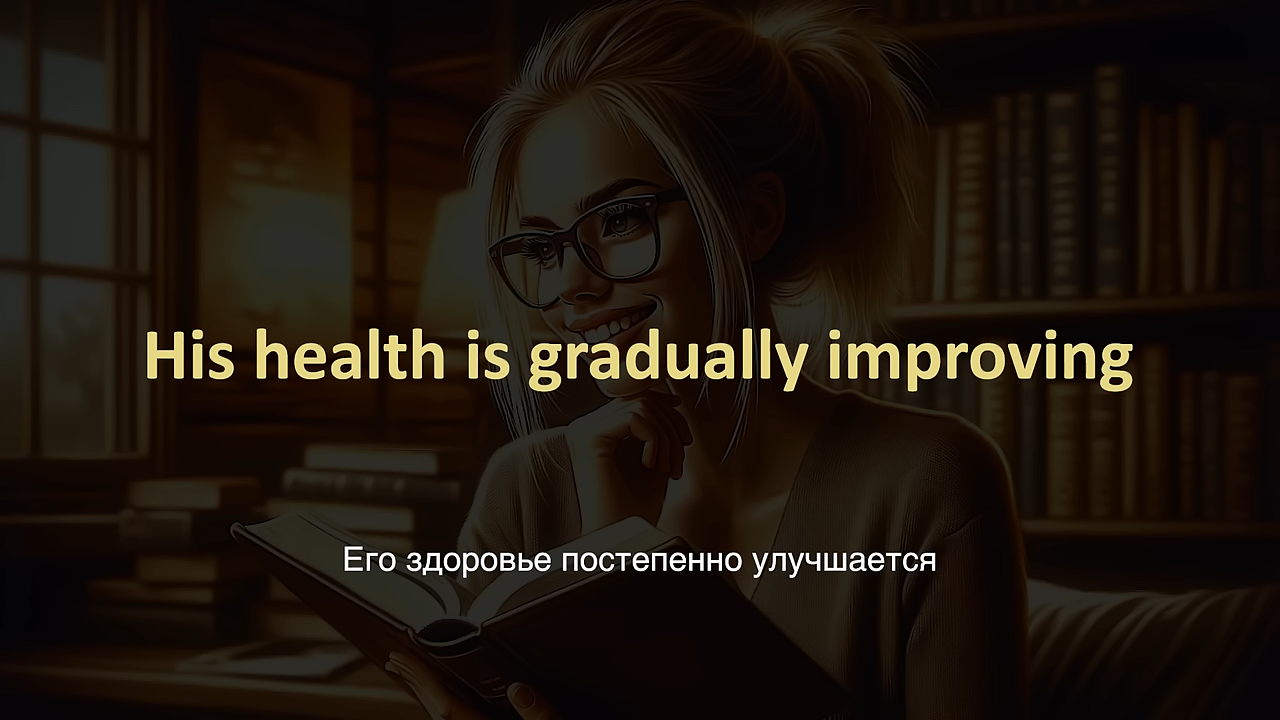 His health is gradually improving
Его здоровье постепенно улучшается